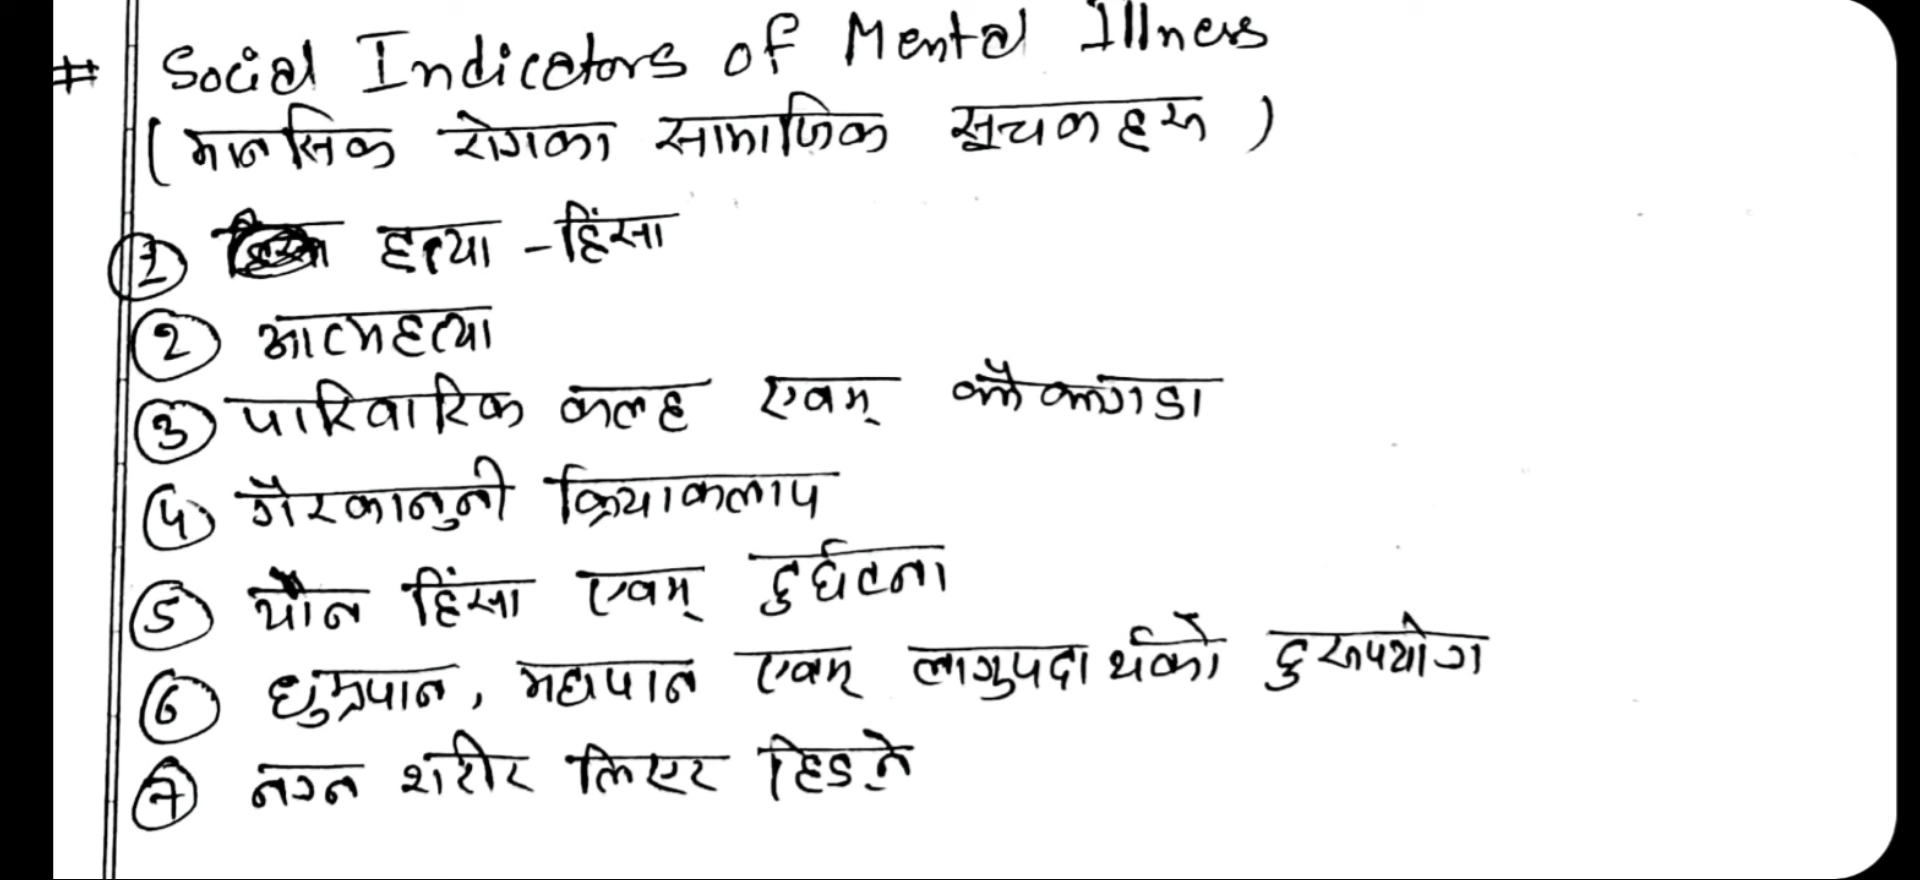 # Social Indicators of Mental Illness
(मानसिक रोगका सामाजिक सूचकहरू)
1 हत्या - हिंसा
2 आत्महत्या
3 पारिवारिक कलह एवम् झैझगडा
4 गैरकानुनी क्रियाकलाप
5 यौन हिंसा एवम् दुर्घटना
6 धुम्रपान, मद्यपान एवम् लागुपदार्थको दुरूपयोग
7 नग्न शरीर लिएर हिड्ने